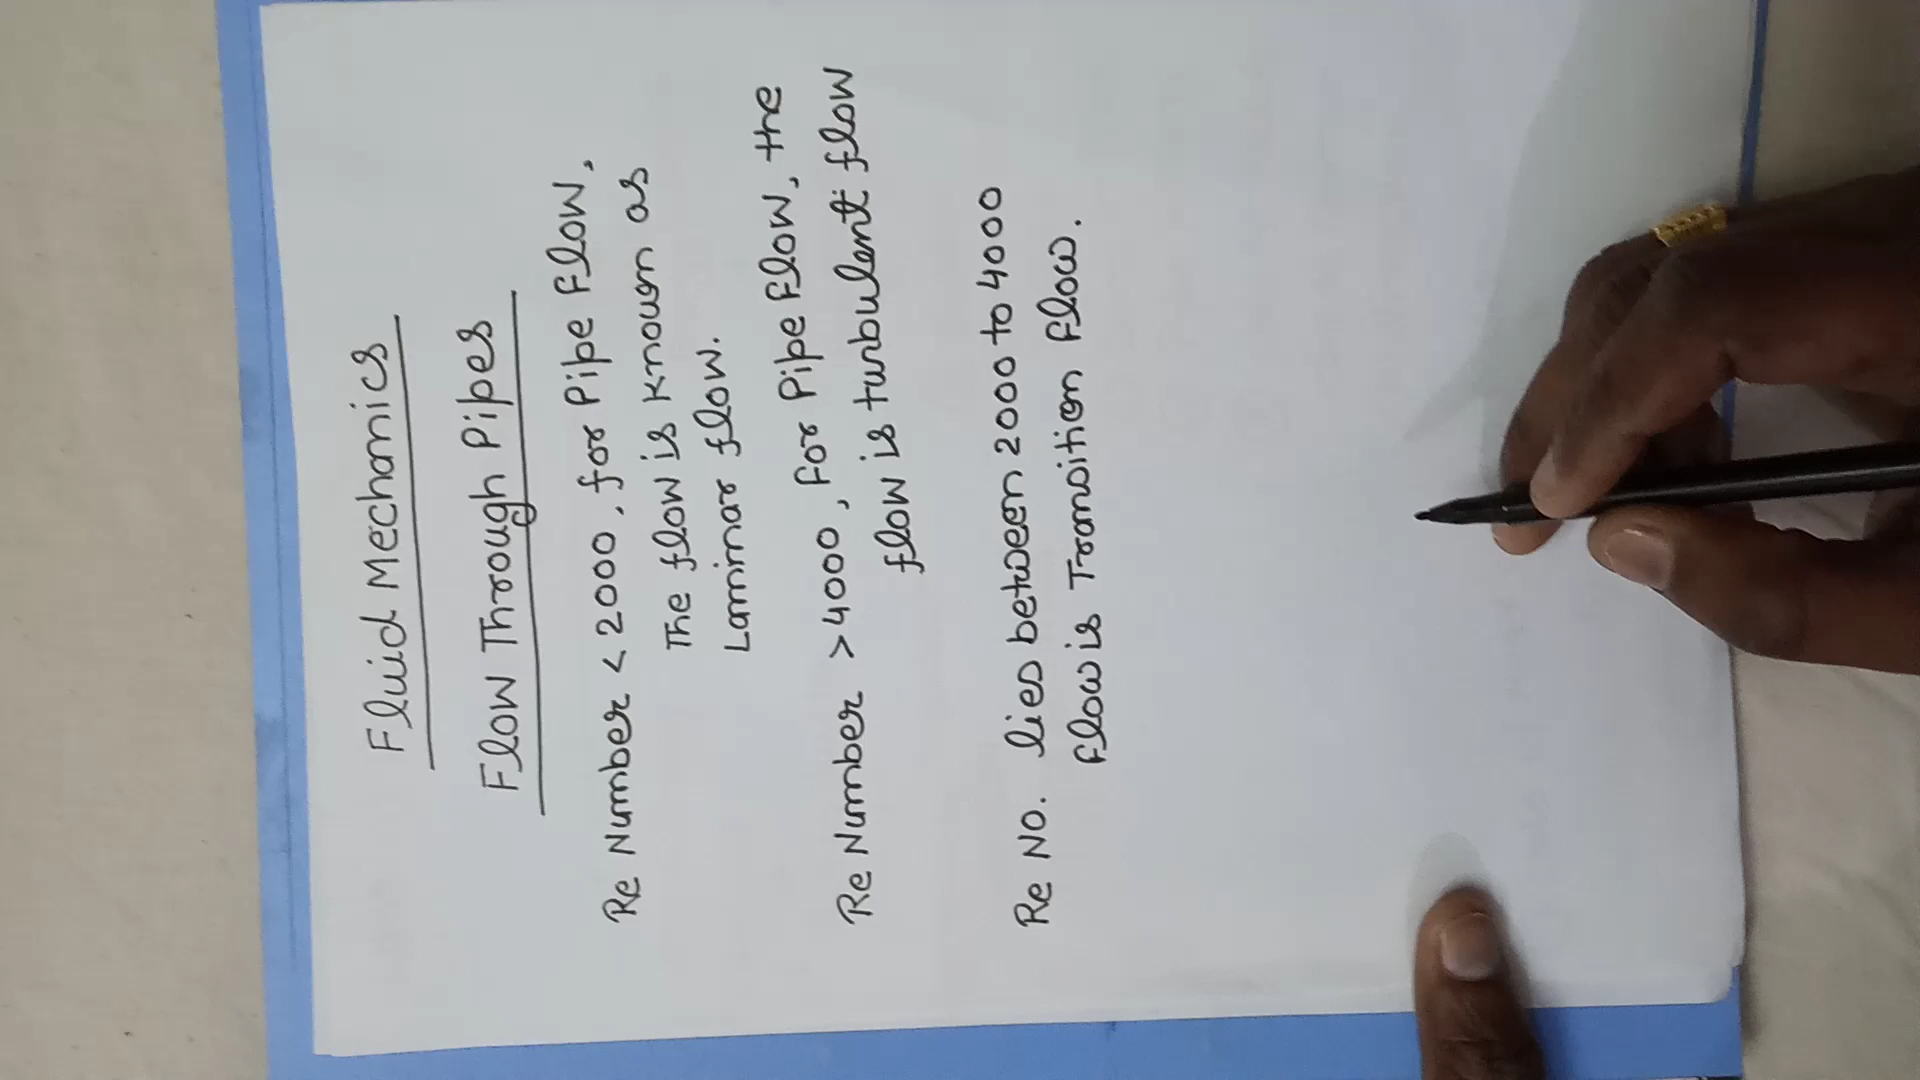 Fluid Mechanics
Flow Through Pipes
Re Number < 2000, for Pipe Flow,
The flow is known as
Laminar flow.
Re Number > 4000, for Pipe Flow, the
flow is turbulent flow
Re No. lies between 2000 to 4000
Flow is Transition Flow.